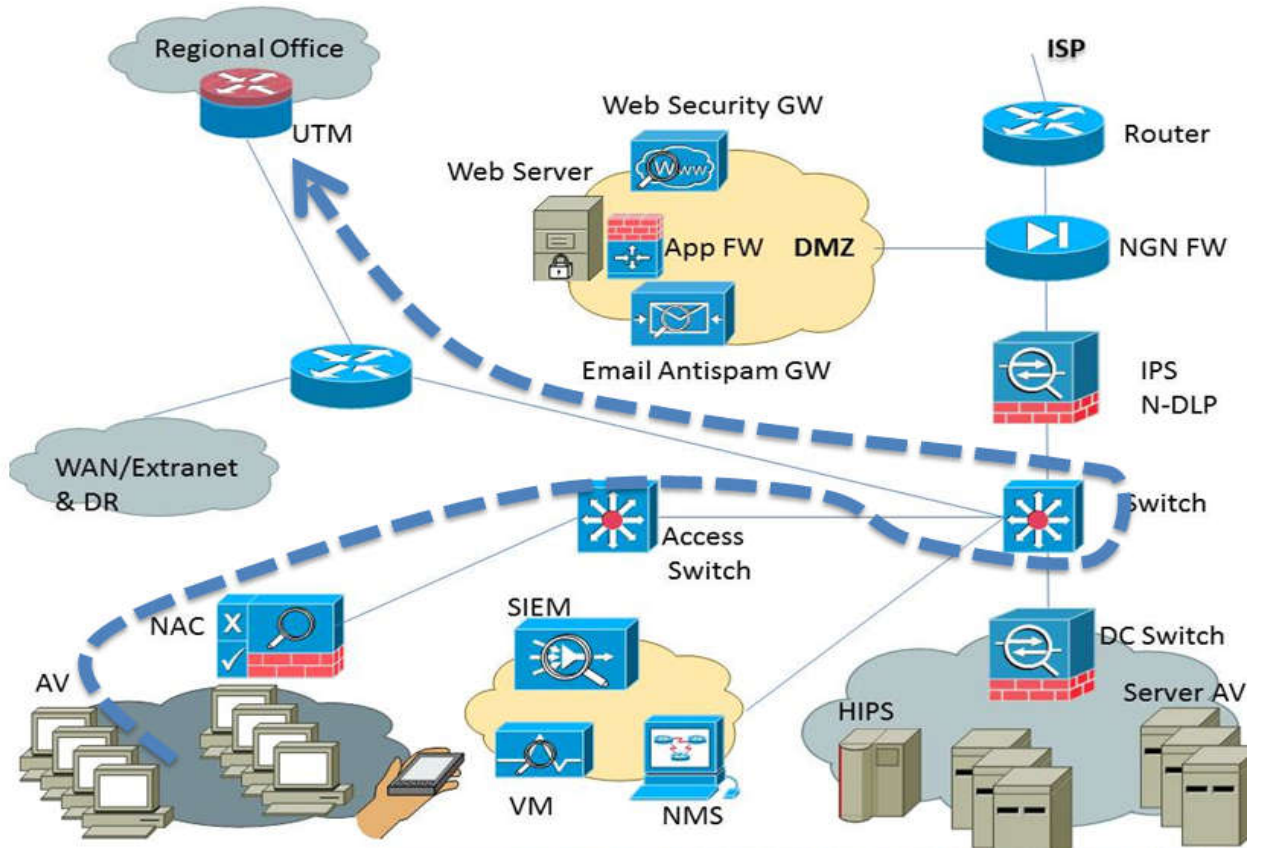 Regional Office
UTM
ISP
Router
Web Security GW
Web Server
WWW
App FW
DMZ
NGN FW
Email Antispam GW
IPS
N-DLP
WAN/Extranet
& DR
Switch
Access
Switch
NAC
X
SIEM
DC Switch
AV
Server AV
HIPS
VM
NMS